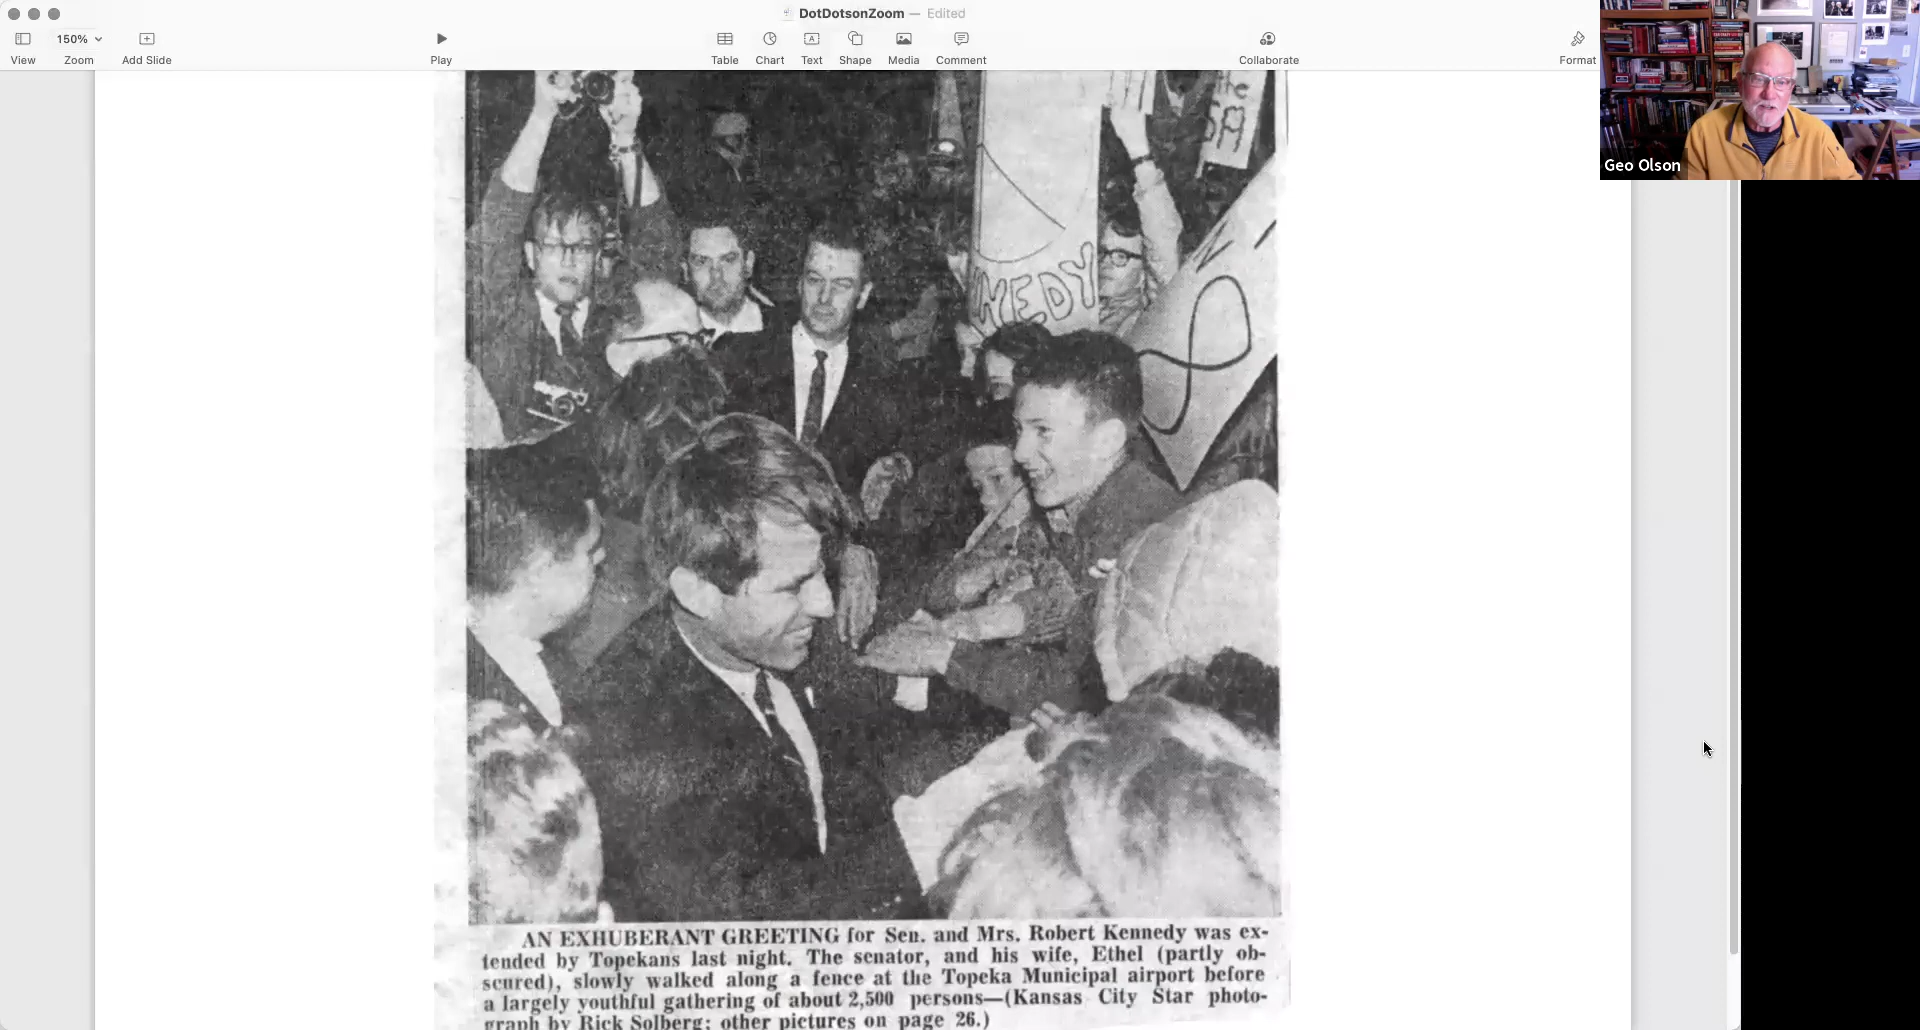 DotDotsonZoom — Edited
150%
View
Zoom
Add Slide
Play
Table
Chart
Text
Shape
Media
Comment
Collaborate
Format
Geo Olson
NEDY
AN EXHUBERANT GREETING for Sen. and Mrs. Robert Kennedy was ex-
tended by Topekans last night. The senator, and his wife, Ethel (partly ob-
scured), slowly walked along a fence at the Topeka Municipal airport before
a largely youthful gathering of about 2,500 persons—(Kansas City Star photo-
graph by Rick Solberg; other pictures on page 26.)